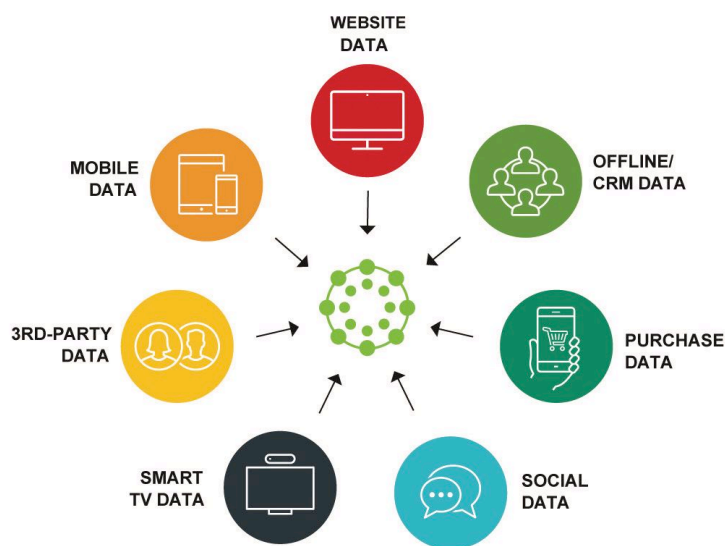 WEBSITE
DATA
MOBILE
DATA
OFFLINE/
CRM DATA
3RD-PARTY
DATA
PURCHASE
DATA
SMART
TV DATA
SOCIAL
DATA